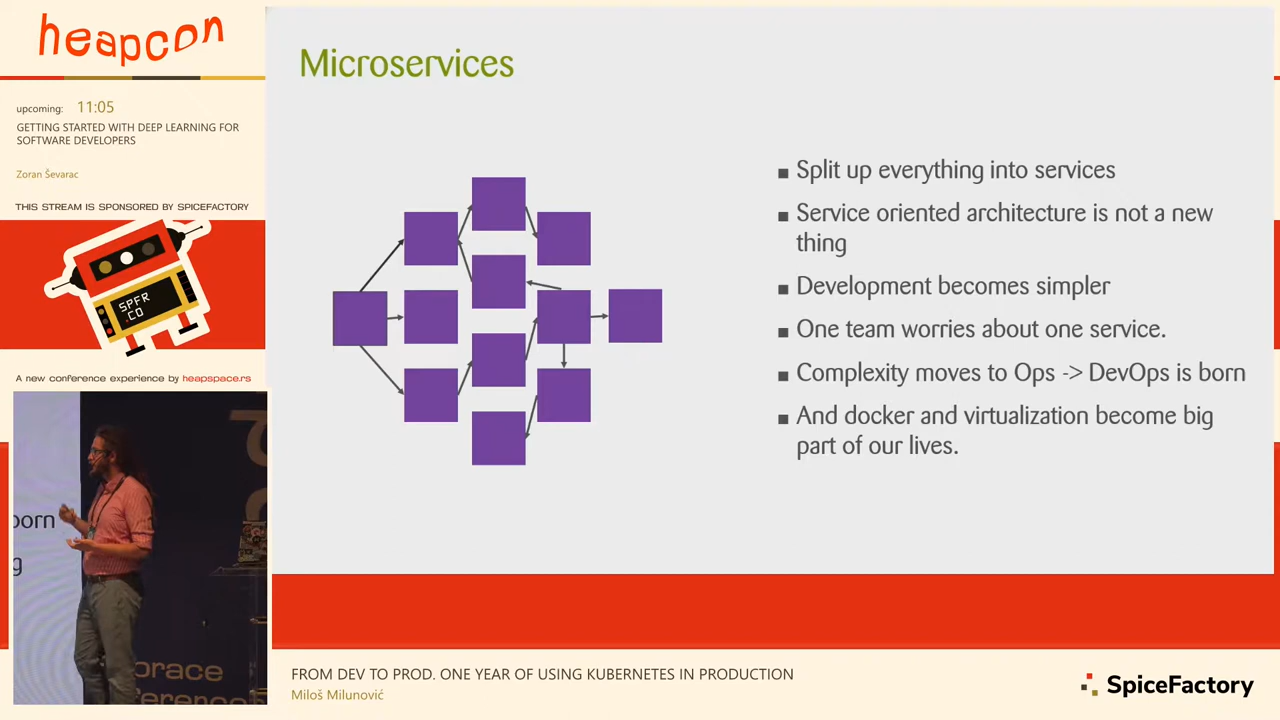 heapcon
upcoming: 11:05
GETTING STARTED WITH DEEP LEARNING FOR
SOFTWARE DEVELOPERS
Zoran Ševarac
THIS STREAM IS SPONSORED BY SPICEFACTORY
SPFR
.CO
A new conference experience by heapspace.rs
Microservices
■ Split up everything into services
■ Service oriented architecture is not a new
thing
■ Development becomes simpler
■ One team worries about one service.
■ Complexity moves to Ops -> DevOps is born
■ And docker and virtualization become big
part of our lives.
born
g
FROM DEV TO PROD. ONE YEAR OF USING KUBERNETES IN PRODUCTION
Miloš Milunović
SpiceFactory